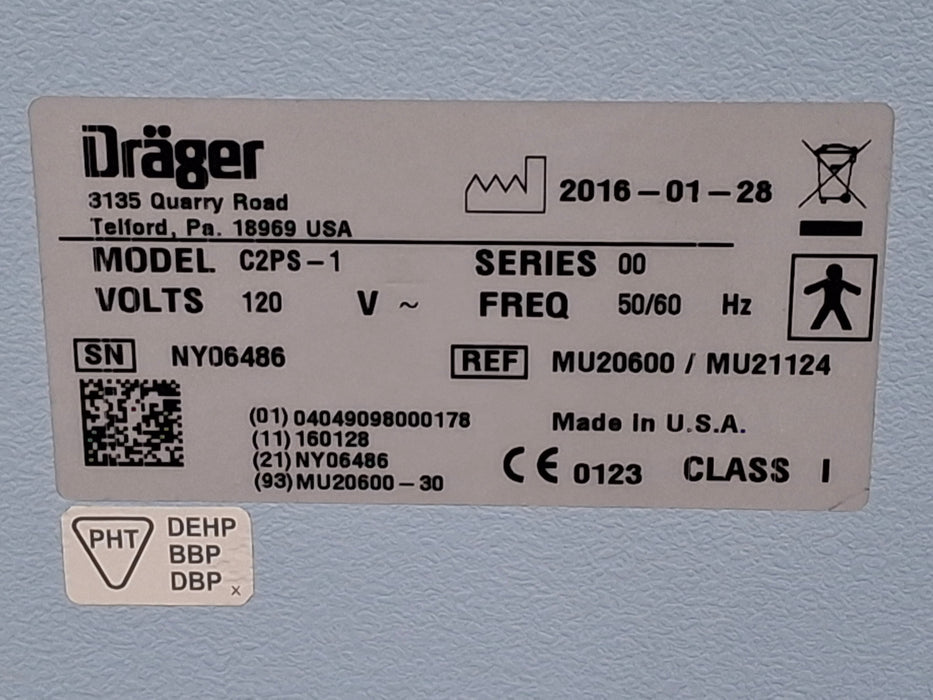 Dräger
3135 Quarry Road
Telford, Pa. 18969 USA
2016-01-28
MODEL C2PS-1 SERIES 00
VOLTS 120 V ~ FREQ 50/60 Hz
SN NY06486 REF MU20600 / MU21124
(01) 04049098000178
(11) 160128
(21) NY06486
(93) MU20600-30
Made in U.S.A.
CE 0123 CLASS I
PHT
DEHP
BBP
DBP x